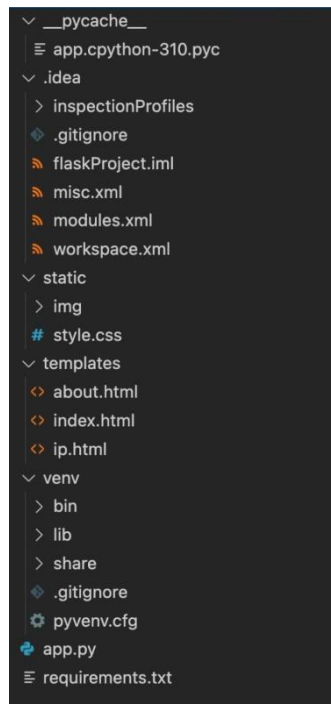 __pycache__
app.cpython-310.pyc
.idea
inspectionProfiles
.gitignore
flaskProject.iml
misc.xml
modules.xml
workspace.xml
static
img
style.css
templates
about.html
index.html
ip.html
venv
bin
lib
share
.gitignore
pyvenv.cfg
app.py
requirements.txt